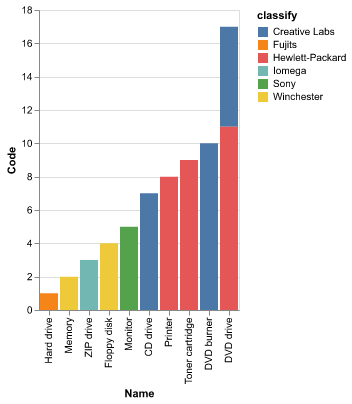 18
16
14
12
10
8
6
4
2
0
Code
Hard drive
Memory
ZIP drive
Floppy disk
Monitor
CD drive
Printer
Toner cartridge
DVD burner
DVD drive
Name
classify
Creative Labs
Fujits
Hewlett-Packard
Iomega
Sony
Winchester